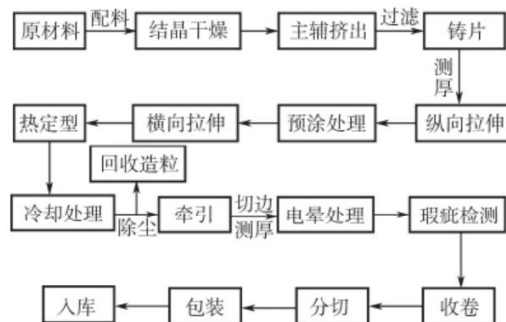 原材料 配料 结晶干燥 主辅挤出 过滤 铸片
测厚
热定型 横向拉伸 预涂处理 纵向拉伸
回收造粒
冷却处理 除尘 牵引 切边 测厚 电晕处理 瑕疵检测
入库 包装 分切 收卷